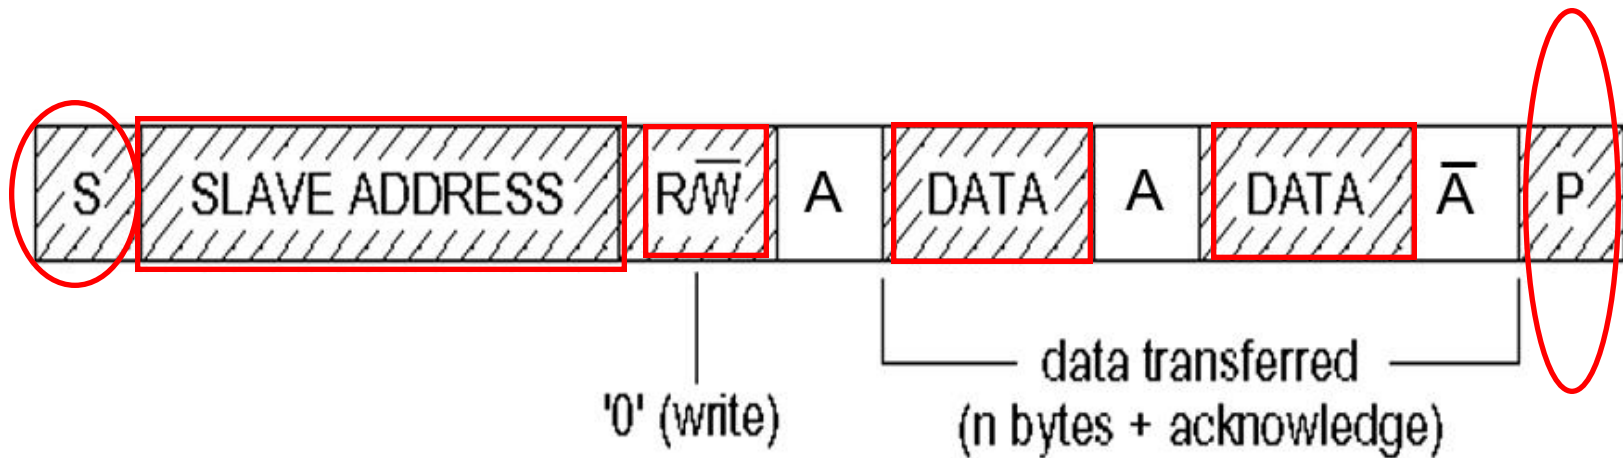 S SLAVE ADDRESS R/W̅ A DATA A DATA A̅ P
'0' (write)
data transferred
(n bytes + acknowledge)